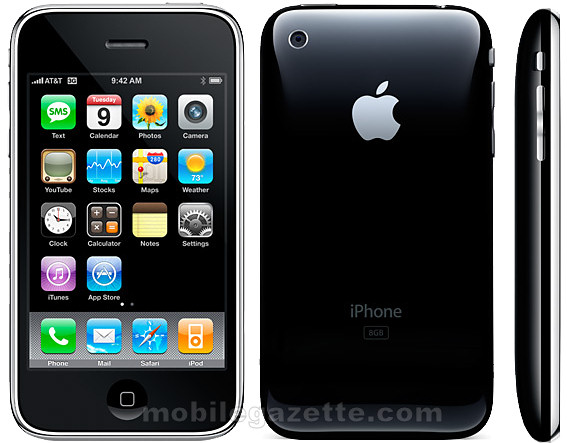 AT&T 3G 9:42 AM
SMS Tuesday 9 280 73°
Text Calendar Photos Camera
YouTube Stocks Maps Weather
Clock Calculator Notes Settings
iTunes App Store
Phone Mail Safari iPod
iPhone
8GB
mobilegazette.com